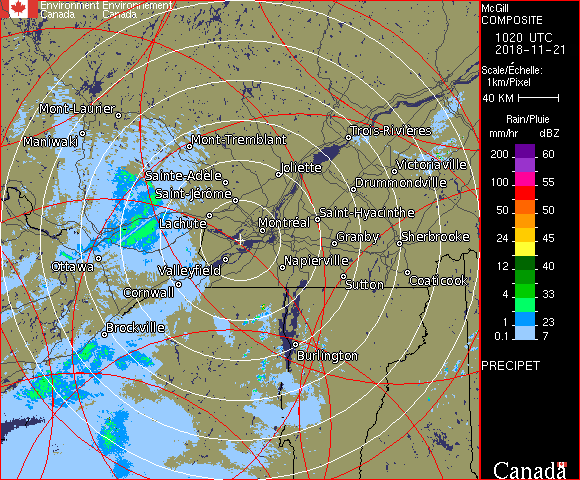 Environment Environnement
Canada Canada
McGill
COMPOSITE
1020 UTC
2018-11-21
Scale/Échelle:
1km/Pixel
40 KM
Rain/Pluie
mm/hr dBZ
200 60
100 55
50 50
24 45
12 40
4 33
1 23
0.1 7
PRECIPET
Mont-Laurier
Maniwaki
Mont-Tremblant
Trois-Rivières
Joliette
Victoriaville
Sainte-Adèle
Drummondville
Saint-Jérôme
Saint-Hyacinthe
Lachute
Montréal
Granby
Sherbrooke
Ottawa
Valleyfield
Napierville
Cornwall
Sutton
Coaticook
Brockville
Burlington
Canada